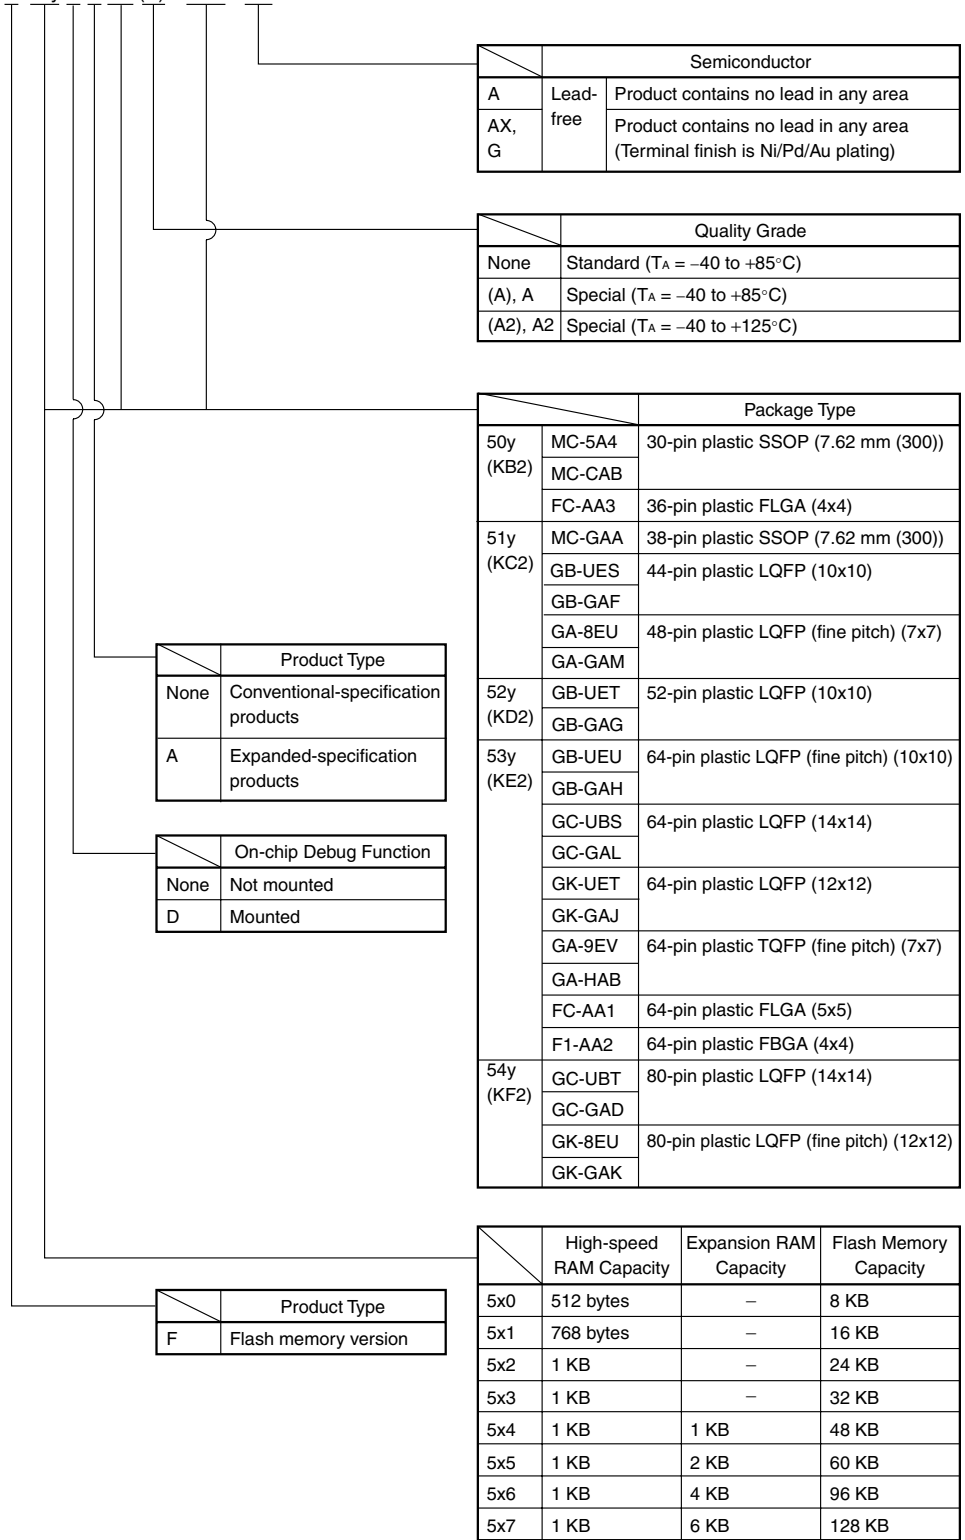 Semiconductor
A Lead-free Product contains no lead in any area
AX, G Product contains no lead in any area
(Terminal finish is Ni/Pd/Au plating)
Quality Grade
None Standard (TA = −40 to +85°C)
(A), A Special (TA = −40 to +85°C)
(A2), A2 Special (TA = −40 to +125°C)
Package Type
50y (KB2) MC-5A4 30-pin plastic SSOP (7.62 mm (300))
MC-CAB
FC-AA3 36-pin plastic FLGA (4x4)
51y (KC2) MC-GAA 38-pin plastic SSOP (7.62 mm (300))
GB-UES 44-pin plastic LQFP (10x10)
GB-GAF
GA-8EU 48-pin plastic LQFP (fine pitch) (7x7)
GA-GAM
52y (KD2) GB-UET 52-pin plastic LQFP (10x10)
GB-GAG
53y (KE2) GB-UEU 64-pin plastic LQFP (fine pitch) (10x10)
GB-GAH
GC-UBS 64-pin plastic LQFP (14x14)
GC-GAL
GK-UET 64-pin plastic LQFP (12x12)
GK-GAJ
GA-9EV 64-pin plastic TQFP (fine pitch) (7x7)
GA-HAB
FC-AA1 64-pin plastic FLGA (5x5)
F1-AA2 64-pin plastic FBGA (4x4)
54y (KF2) GC-UBT 80-pin plastic LQFP (14x14)
GC-GAD
GK-8EU 80-pin plastic LQFP (fine pitch) (12x12)
GK-GAK
Product Type
None Conventional-specification
products
A Expanded-specification
products
On-chip Debug Function
None Not mounted
D Mounted
High-speed RAM Capacity Expansion RAM Capacity Flash Memory Capacity
5x0 512 bytes − 8 KB
5x1 768 bytes − 16 KB
5x2 1 KB − 24 KB
5x3 1 KB − 32 KB
5x4 1 KB 1 KB 48 KB
5x5 1 KB 2 KB 60 KB
5x6 1 KB 4 KB 96 KB
5x7 1 KB 6 KB 128 KB
Product Type
F Flash memory version